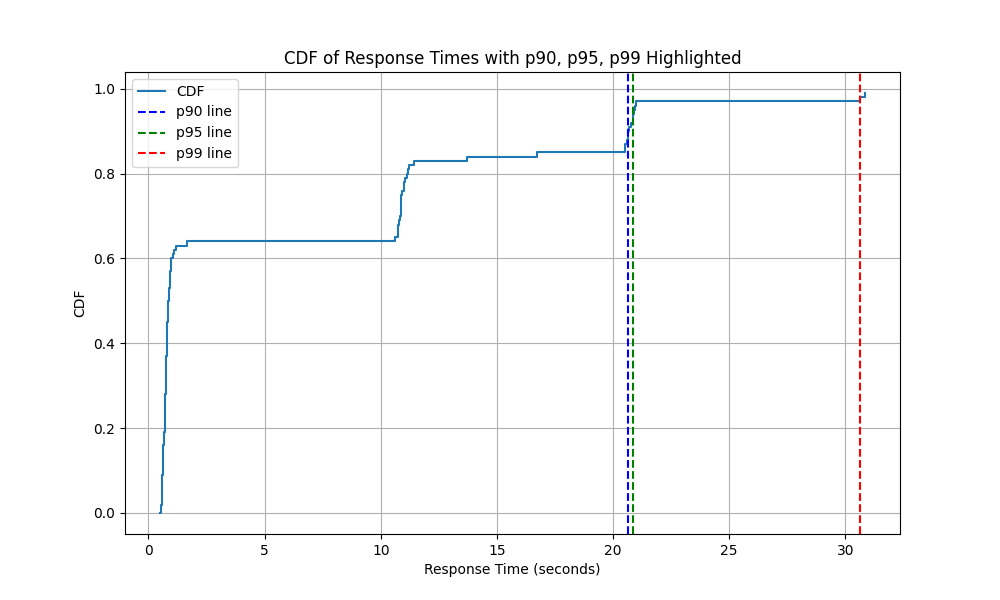 CDF of Response Times with p90, p95, p99 Highlighted
CDF
p90 line
p95 line
p99 line
1.0
0.8
0.6
0.4
0.2
0.0
CDF
0 5 10 15 20 25 30
Response Time (seconds)